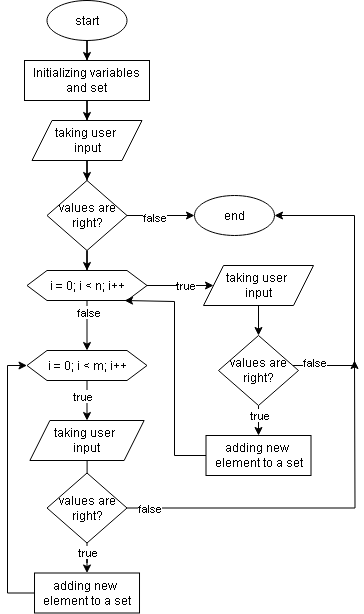 start
Initializing variables
and set
taking user
input
values are
right?
false
end
i = 0; i < n; i++
true
taking user
input
false
values are
right?
false
i = 0; i < m; i++
true
true
taking user
input
adding new
element to a set
values are
right?
false
true
adding new
element to a set